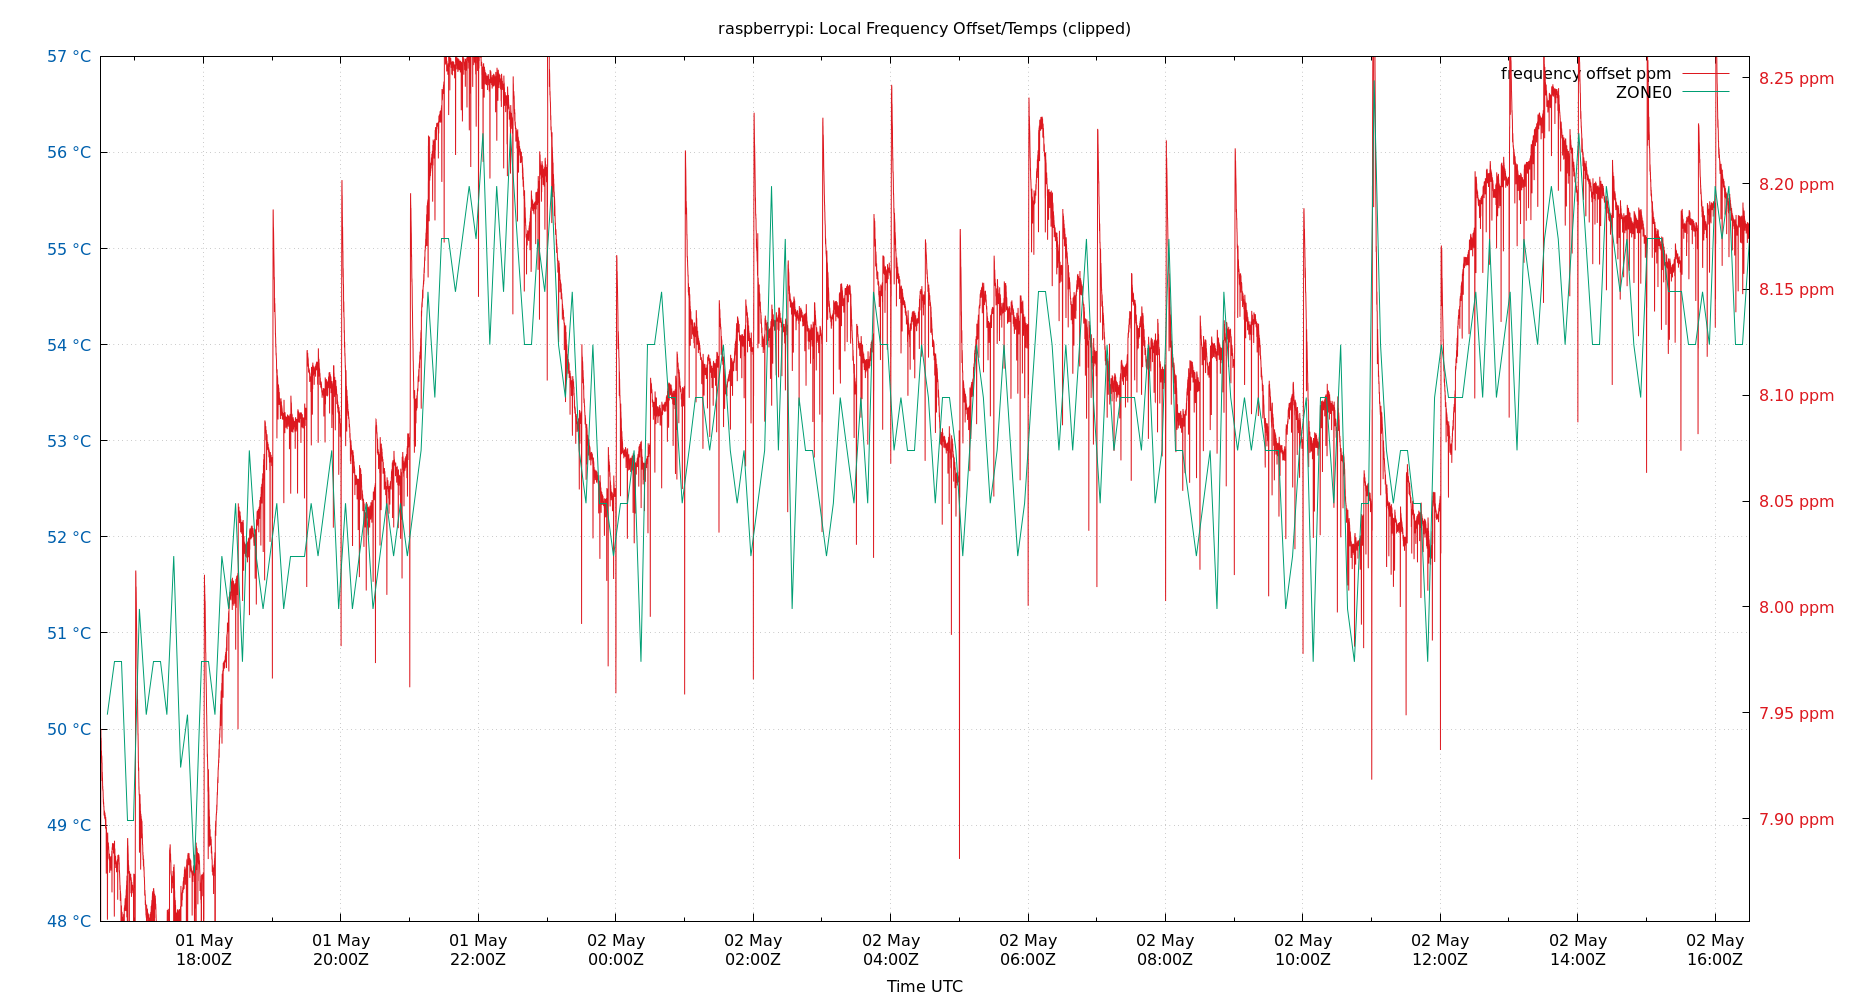 raspberrypi: Local Frequency Offset/Temps (clipped)
57 °C
56 °C
55 °C
54 °C
53 °C
52 °C
51 °C
50 °C
49 °C
48 °C
frequency offset ppm
ZONE0
8.25 ppm
8.20 ppm
8.15 ppm
8.10 ppm
8.05 ppm
8.00 ppm
7.95 ppm
7.90 ppm
01 May
18:00Z
01 May
20:00Z
01 May
22:00Z
02 May
00:00Z
02 May
02:00Z
02 May
04:00Z
02 May
06:00Z
02 May
08:00Z
02 May
10:00Z
02 May
12:00Z
02 May
14:00Z
02 May
16:00Z
Time UTC